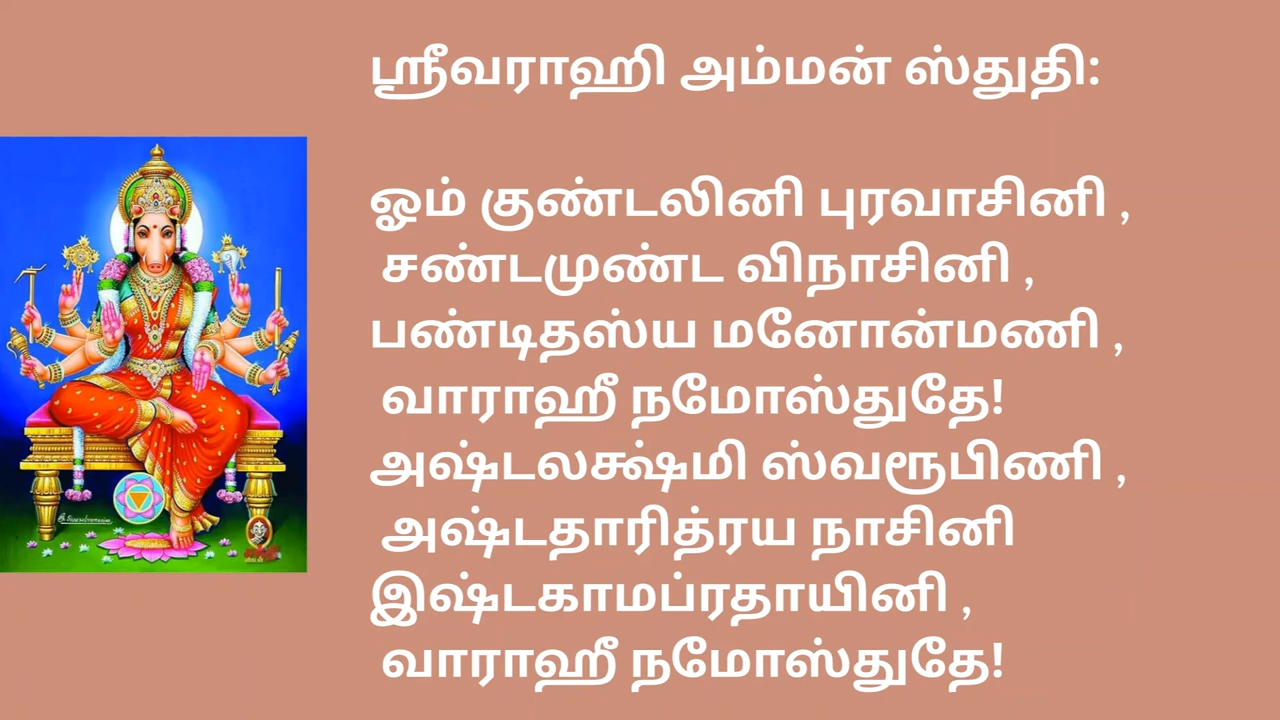 ஸ்ரீவராஹி அம்மன் ஸ்துதி:
ஓம் குண்டலினி புரவாசினி ,
சண்டமுண்ட விநாசினி ,
பண்டிதஸ்ய மனோன்மணி ,
வாராஹீ நமோஸ்துதே!
அஷ்டலக்ஷ்மி ஸ்வரூபிணி ,
அஷ்டதாரித்ரய நாசினி
இஷ்டகாமப்ரதாயினி ,
வாராஹீ நமோஸ்துதே!